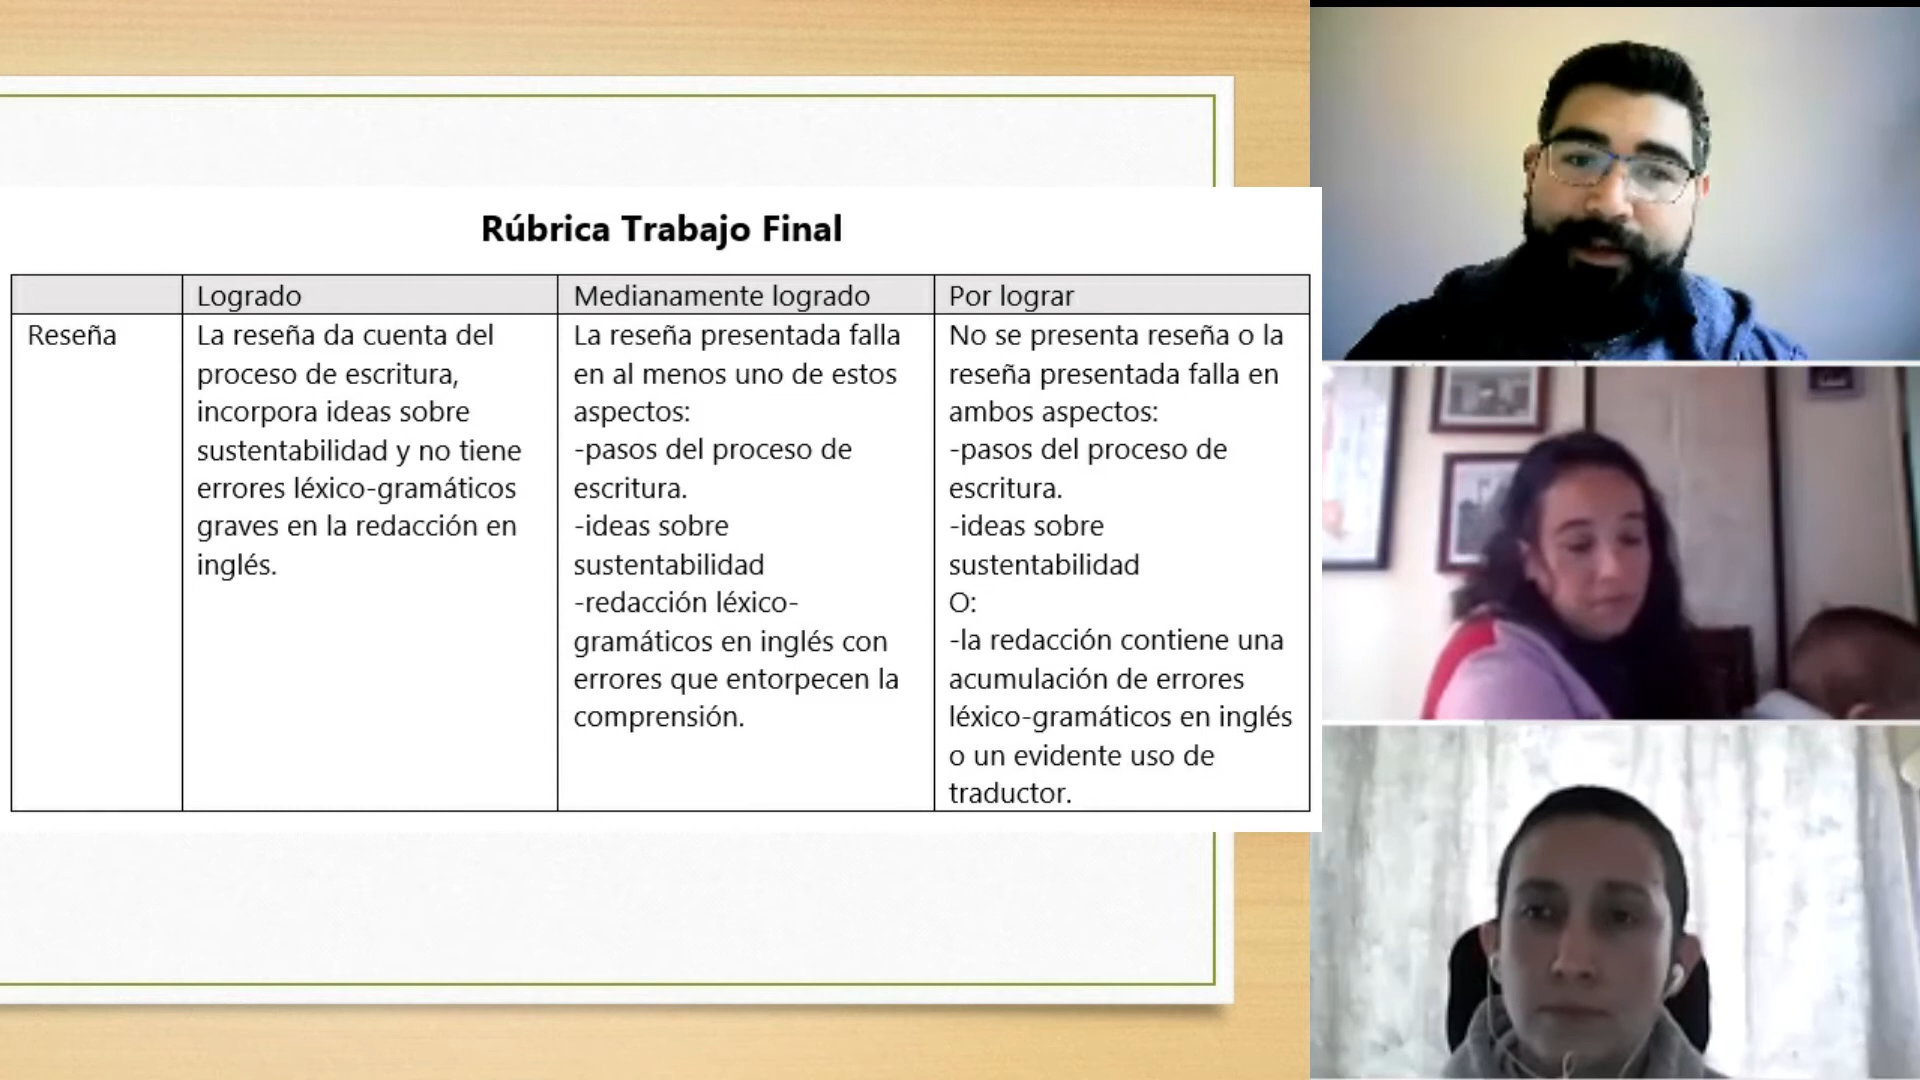 Rúbrica Trabajo Final
Logrado
Medianamente logrado
Por lograr
Reseña
La reseña da cuenta del
proceso de escritura,
incorpora ideas sobre
sustentabilidad y no tiene
errores léxico-gramáticos
graves en la redacción en
inglés.
La reseña presentada falla
en al menos uno de estos
aspectos:
-pasos del proceso de
escritura.
-ideas sobre
sustentabilidad
-redacción léxico-
gramáticos en inglés con
errores que entorpecen la
comprensión.
No se presenta reseña o la
reseña presentada falla en
ambos aspectos:
-pasos del proceso de
escritura.
-ideas sobre
sustentabilidad
O:
-la redacción contiene una
acumulación de errores
léxico-gramáticos en inglés
o un evidente uso de
traductor.